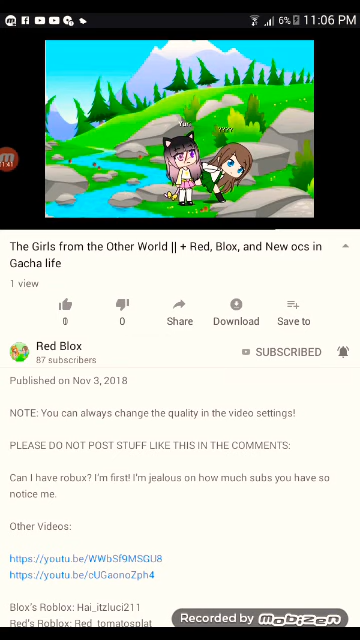 6% 11:06 PM
Yur..
The Girls from the Other World || + Red, Blox, and New ocs in
Gacha life
1 view
0
0
Share
Download
Save to
Red Blox
87 subscribers
SUBSCRIBED
Published on Nov 3, 2018
NOTE: You can always change the quality in the video settings!
PLEASE DO NOT POST STUFF LIKE THIS IN THE COMMENTS:
Can I have robux? I'm first! I'm jealous on how much subs you have so
notice me.
Other Videos:
https://youtu.be/WWbSf9MSGU8
https://youtu.be/cUGaonoZph4
Blox's Roblox: Hai_itzluci211
Red's Roblox: Red_tomatosplat
Recorded by MOBIZEN